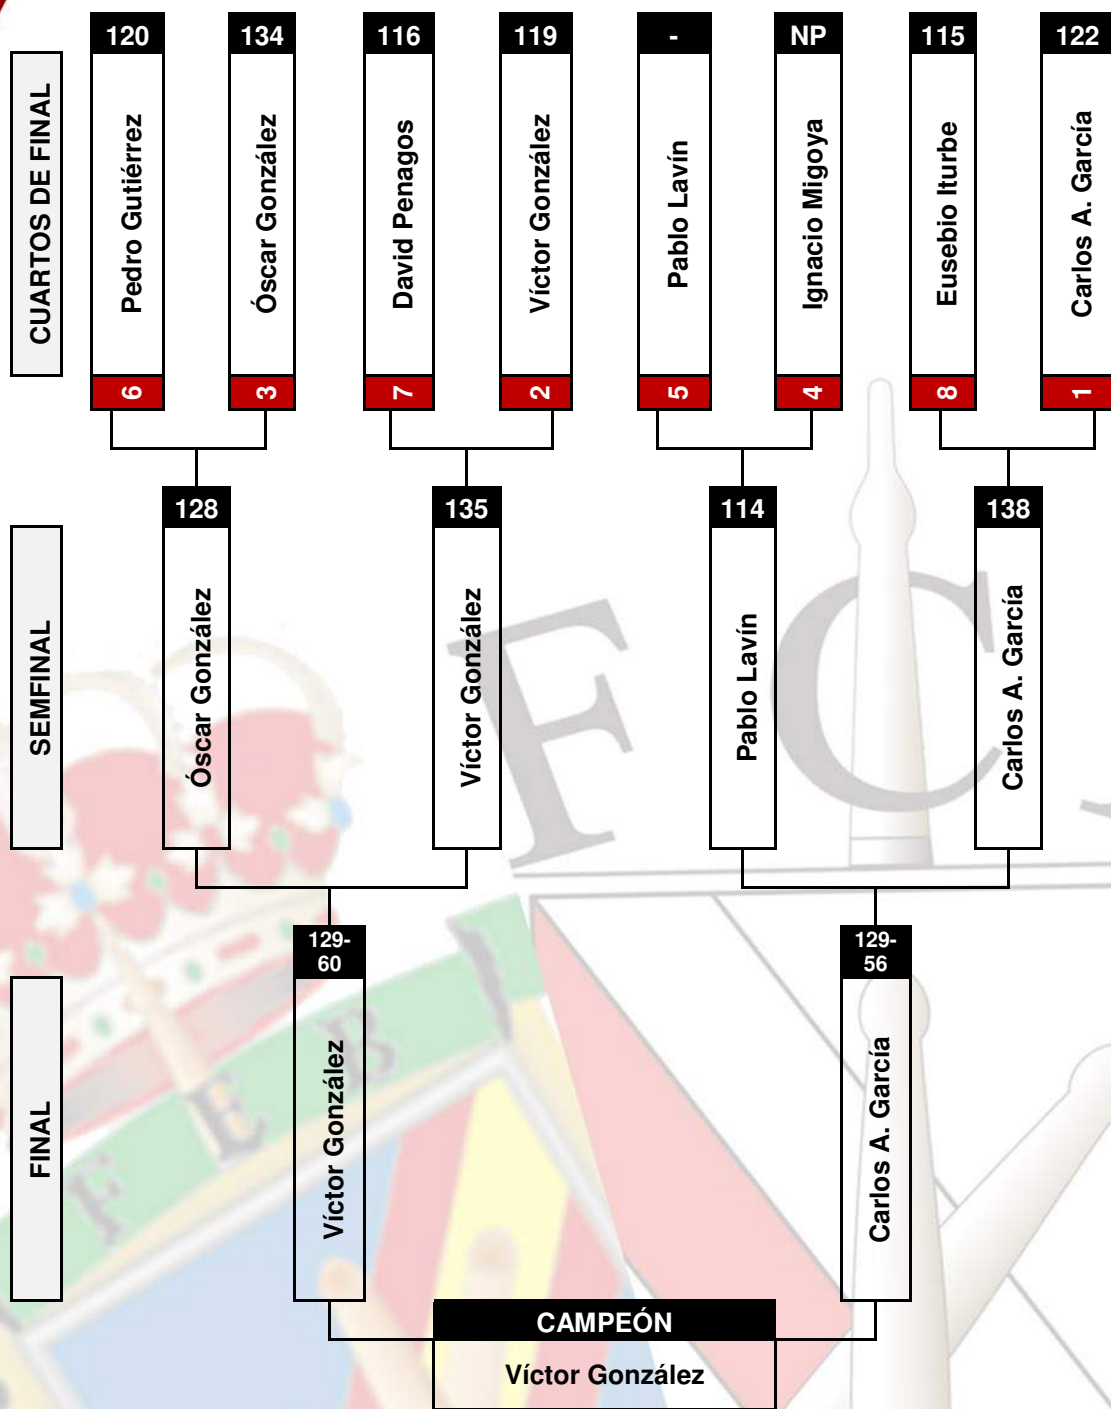 120
134
116
119
-
NP
115
122
CUARTOS DE FINAL
Pedro Gutiérrez
Óscar González
David Penagos
Víctor González
Pablo Lavín
Ignacio Migoya
Eusebio Iturbe
Carlos A. García
6
3
7
2
5
4
8
1
128
135
114
138
SEMFINAL
Óscar González
Víctor González
Pablo Lavín
Carlos A. García
F C
129-
60
129-
56
FINAL
Víctor González
Carlos A. García
F E B
CAMPEÓN
Víctor González